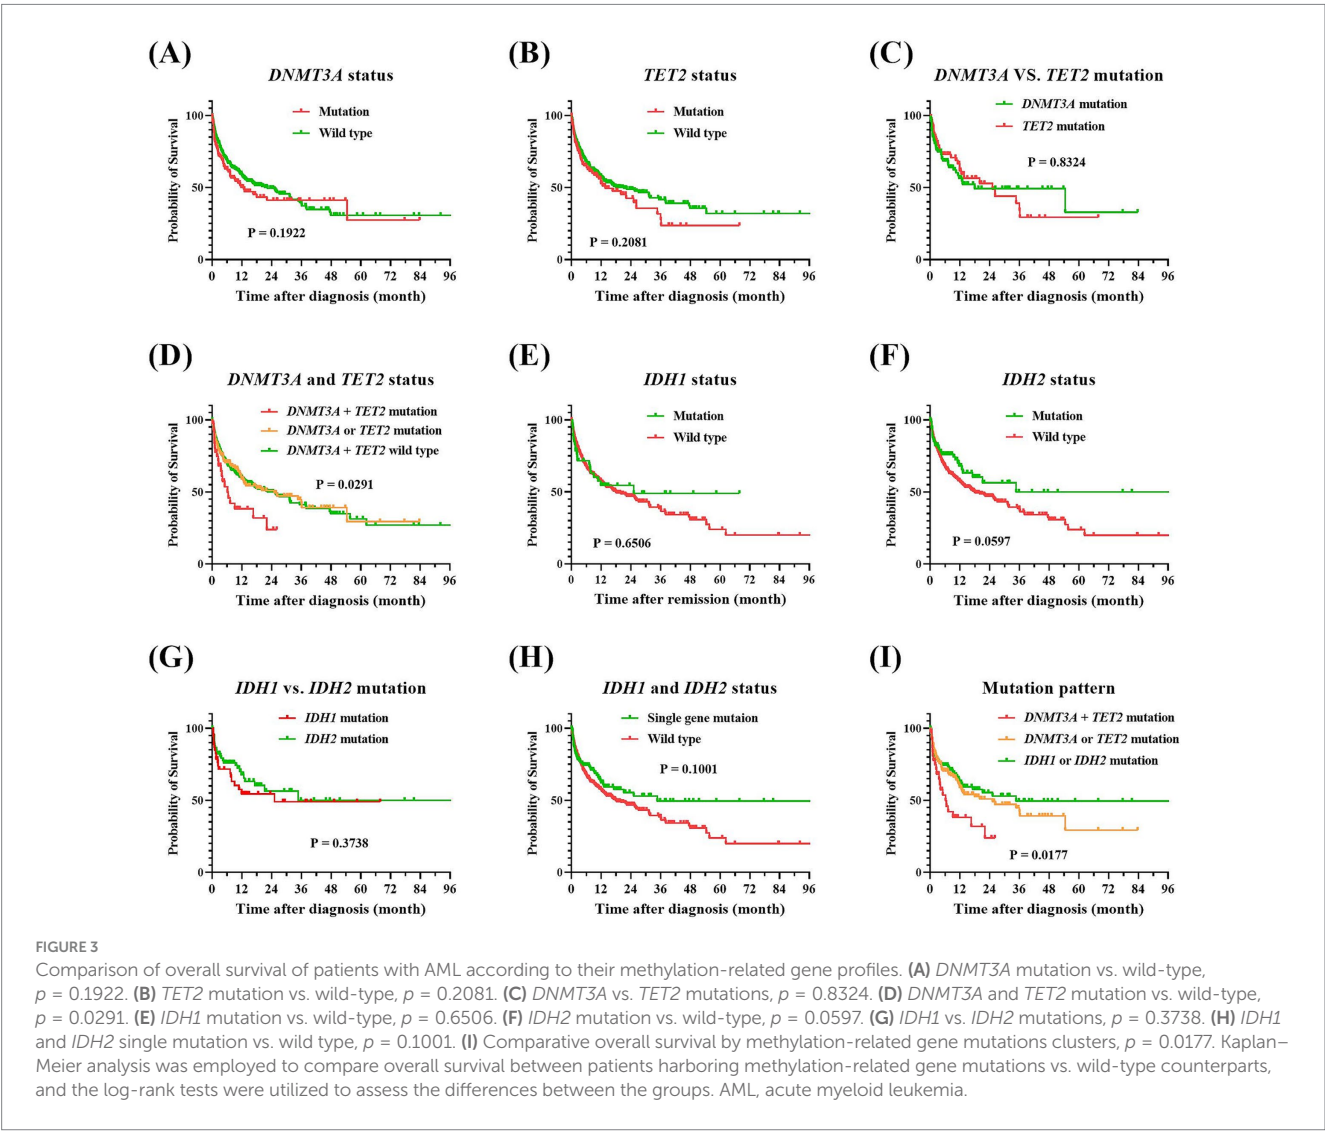 (A)
DNMT3A status
Mutation
Wild type
Probability of Survival
100
50
0
P = 0.1922
0 12 24 36 48 60 72 84 96
Time after diagnosis (month)
(B)
TET2 status
Mutation
Wild type
Probability of Survival
100
50
0
P = 0.2081
0 12 24 36 48 60 72 84 96
Time after diagnosis (month)
(C)
DNMT3A VS. TET2 mutation
DNMT3A mutation
TET2 mutation
Probability of Survival
100
50
0
P = 0.8324
0 12 24 36 48 60 72 84 96
Time after diagnosis (month)
(D)
DNMT3A and TET2 status
DNMT3A + TET2 mutation
DNMT3A or TET2 mutation
DNMT3A + TET2 wild type
Probability of Survival
100
50
0
P = 0.0291
0 12 24 36 48 60 72 84 96
Time after diagnosis (month)
(E)
IDH1 status
Mutation
Wild type
Probability of Survival
100
50
0
P = 0.6506
0 12 24 36 48 60 72 84 96
Time after remission (month)
(F)
IDH2 status
Mutation
Wild type
Probability of Survival
100
50
0
P = 0.0597
0 12 24 36 48 60 72 84 96
Time after diagnosis (month)
(G)
IDH1 vs. IDH2 mutation
IDH1 mutation
IDH2 mutation
Probability of Survival
100
50
0
P = 0.3738
0 12 24 36 48 60 72 84 96
Time after diagnosis (month)
(H)
IDH1 and IDH2 status
Single gene mutaion
Wild type
Probability of Survival
100
50
0
P = 0.1001
0 12 24 36 48 60 72 84 96
Time after diagnosis (month)
(I)
Mutation pattern
DNMT3A + TET2 mutation
DNMT3A or TET2 mutation
IDH1 or IDH2 mutation
Probability of Survival
100
50
0
P = 0.0177
0 12 24 36 48 60 72 84 96
Time after diagnosis (month)
FIGURE 3
Comparison of overall survival of patients with AML according to their methylation-related gene profiles. (A) DNMT3A mutation vs. wild-type,
p = 0.1922. (B) TET2 mutation vs. wild-type, p = 0.2081. (C) DNMT3A vs. TET2 mutations, p = 0.8324. (D) DNMT3A and TET2 mutation vs. wild-type,
p = 0.0291. (E) IDH1 mutation vs. wild-type, p = 0.6506. (F) IDH2 mutation vs. wild-type, p = 0.0597. (G) IDH1 vs. IDH2 mutations, p = 0.3738. (H) IDH1
and IDH2 single mutation vs. wild type, p = 0.1001. (I) Comparative overall survival by methylation-related gene mutations clusters, p = 0.0177. Kaplan–
Meier analysis was employed to compare overall survival between patients harboring methylation-related gene mutations vs. wild-type counterparts,
and the log-rank tests were utilized to assess the differences between the groups. AML, acute myeloid leukemia.